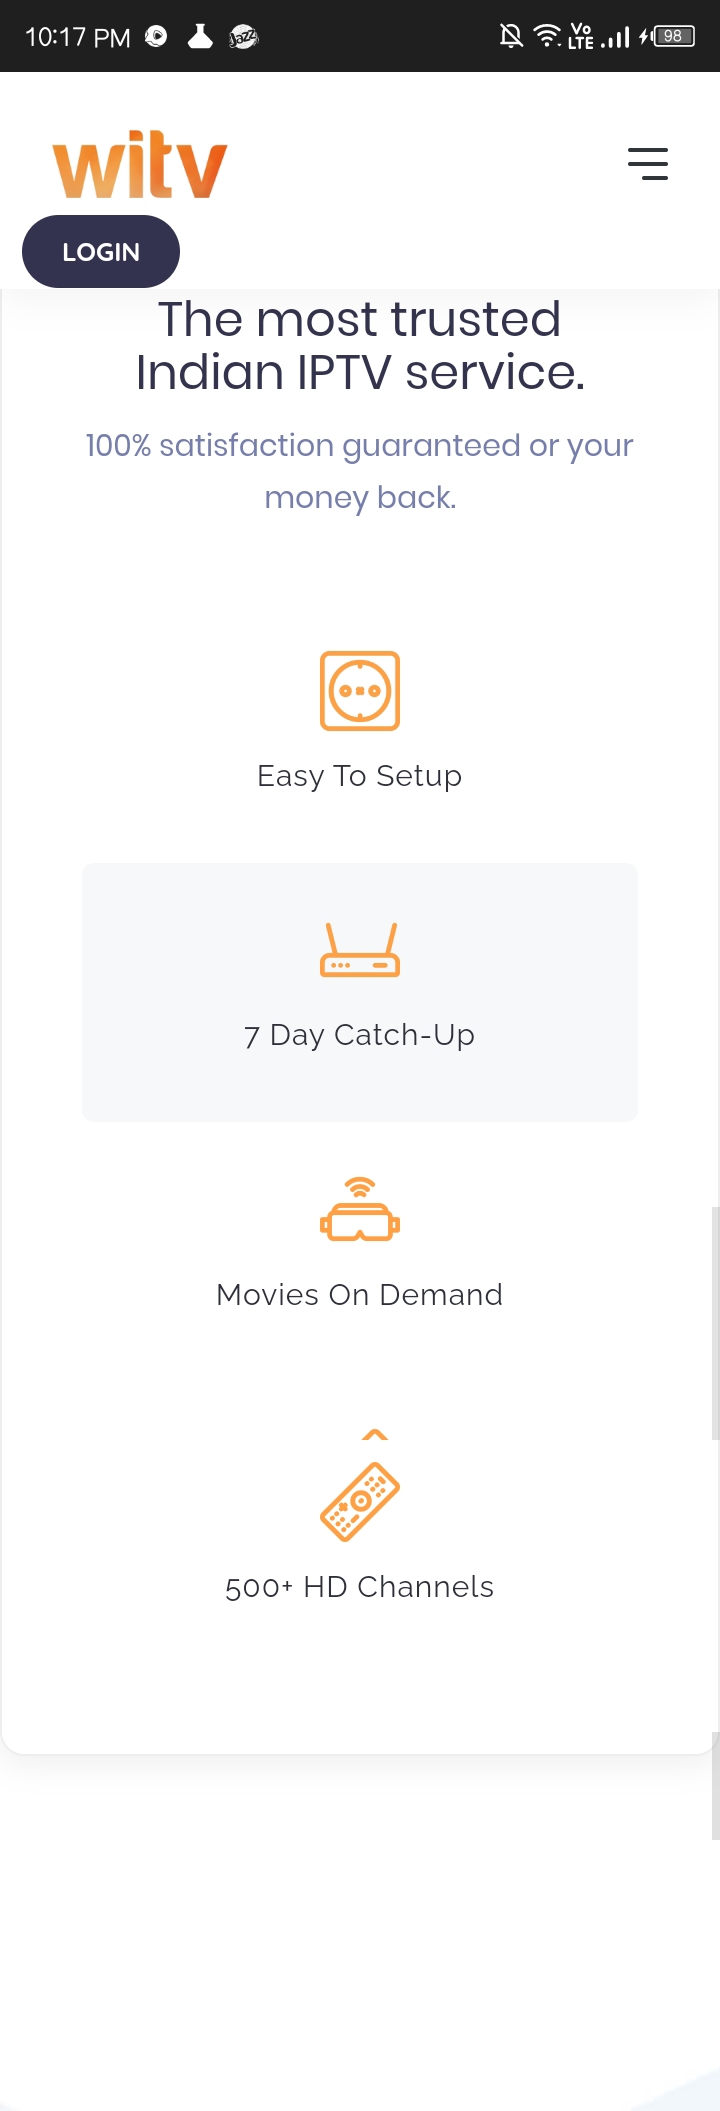 10:17 PM Jazz Vo LTE 98
witv
LOGIN
The most trusted
Indian IPTV service.
100% satisfaction guaranteed or your
money back.
Easy To Setup
7 Day Catch-Up
Movies On Demand
500+ HD Channels